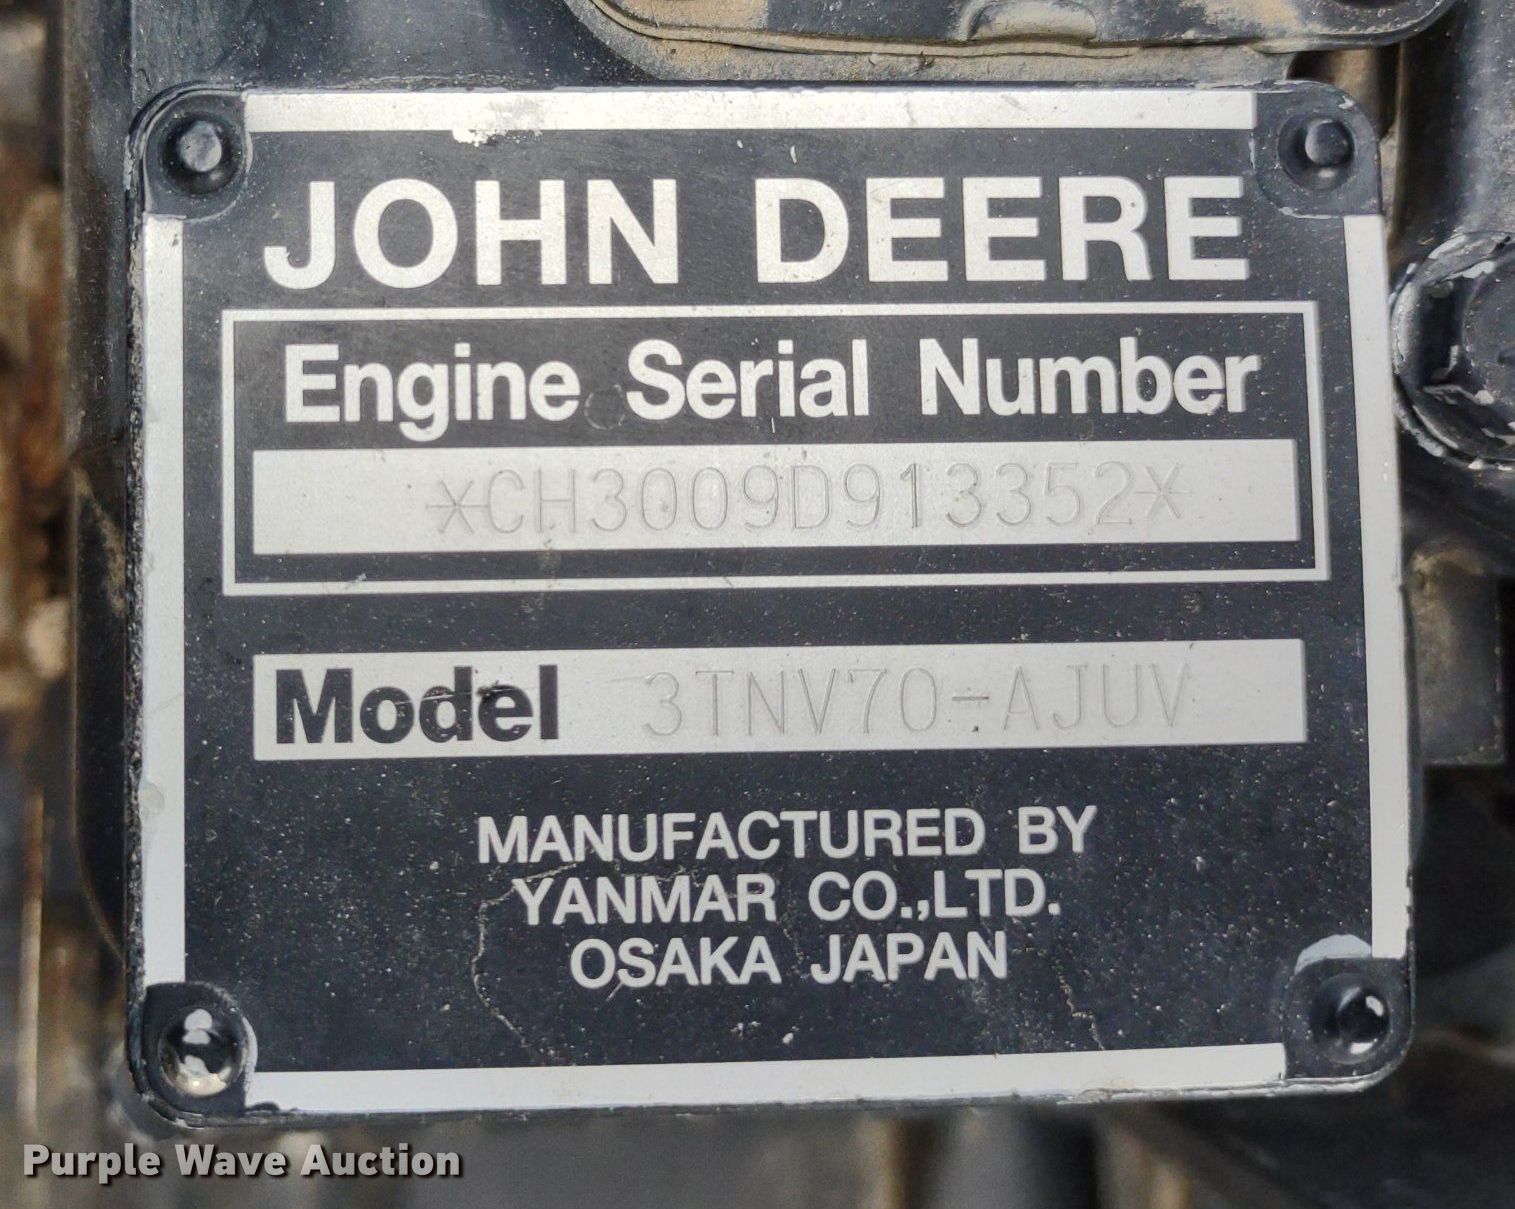 JOHN DEERE
Engine Serial Number
*CH3009D913352*
Model 3TNV70-AJUV
MANUFACTURED BY
YANMAR CO.,LTD.
OSAKA JAPAN
Purple Wave Auction